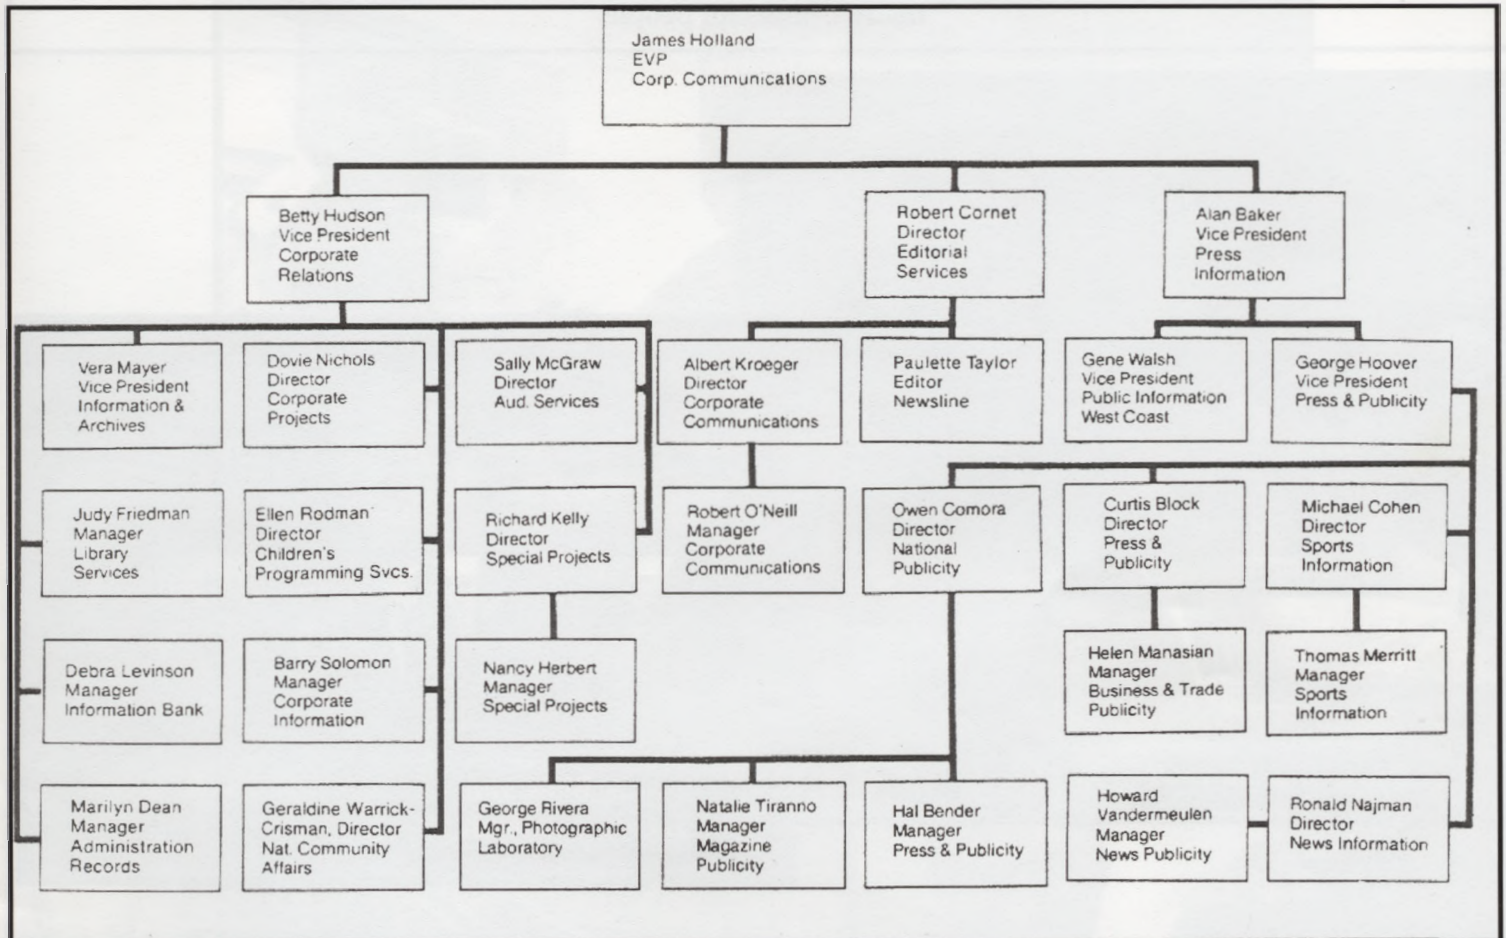 James Holland
EVP
Corp. Communications
Betty Hudson
Vice President
Corporate
Relations
Robert Cornet
Director
Editorial
Services
Alan Baker
Vice President
Press
Information
Vera Mayer
Vice President
Information &
Archives
Dovie Nichols
Director
Corporate
Projects
Sally McGraw
Director
Aud. Services
Albert Kroeger
Director
Corporate
Communications
Paulette Taylor
Editor
Newsline
Gene Walsh
Vice President
Public Information
West Coast
George Hoover
Vice President
Press & Publicity
Judy Friedman
Manager
Library
Services
Ellen Rodman
Director
Children's
Programming Svcs.
Richard Kelly
Director
Special Projects
Robert O'Neill
Manager
Corporate
Communications
Owen Comora
Director
National
Publicity
Curtis Block
Director
Press &
Publicity
Michael Cohen
Director
Sports
Information
Debra Levinson
Manager
Information Bank
Barry Solomon
Manager
Corporate
Information
Nancy Herbert
Manager
Special Projects
Helen Manasian
Manager
Business & Trade
Publicity
Thomas Merritt
Manager
Sports
Information
Marilyn Dean
Manager
Administration
Records
Geraldine Warrick-
Crisman, Director
Nat. Community
Affairs
George Rivera
Mgr., Photographic
Laboratory
Natalie Tiranno
Manager
Magazine
Publicity
Hal Bender
Manager
Press & Publicity
Howard
Vandermeulen
Manager
News Publicity
Ronald Najman
Director
News Information